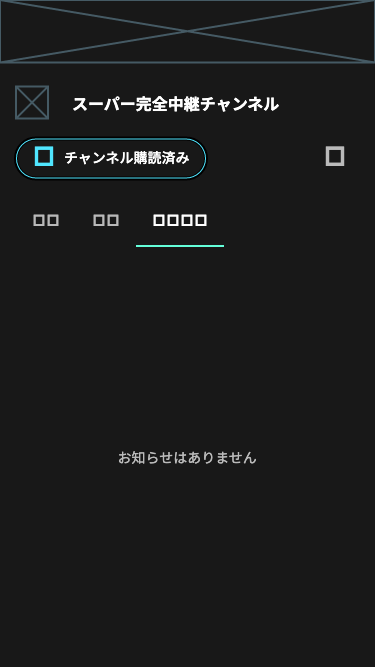 スーパー完全中継チャンネル
チャンネル購読済み
お知らせはありません